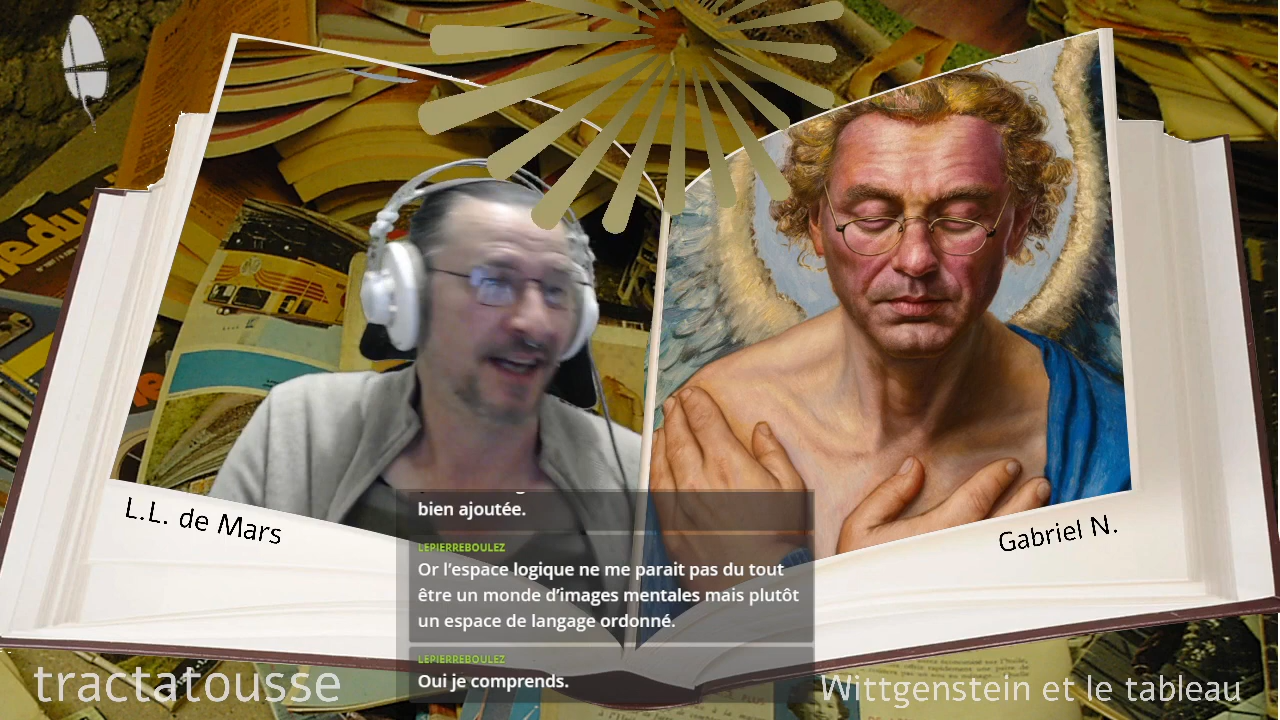 L.L. de Mars
Gabriel N.
bien ajoutée.
LEPIERREBOULEZ
Or l’espace logique ne me parait pas du tout
être un monde d’images mentales mais plutôt
un espace de langage ordonné.
LEPIERREBOULEZ
Oui je comprends.
tractatousse
Wittgenstein et le tableau